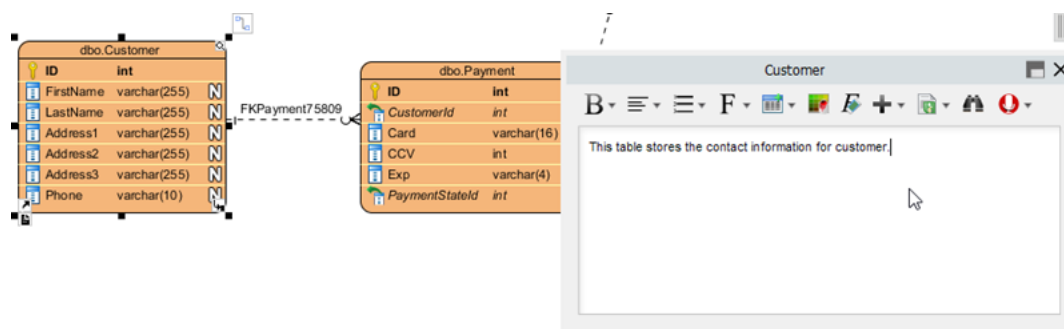 dbo.Customer
ID int
FirstName varchar(255) N
LastName varchar(255) N
Address1 varchar(255) N
Address2 varchar(255) N
Address3 varchar(255) N
Phone varchar(10) N
FKPayment75809
dbo.Payment
ID int
CustomerId int
Card varchar(16)
CCV int
Exp varchar(4)
PaymentStateId int
Customer
B F F
This table stores the contact information for customer.